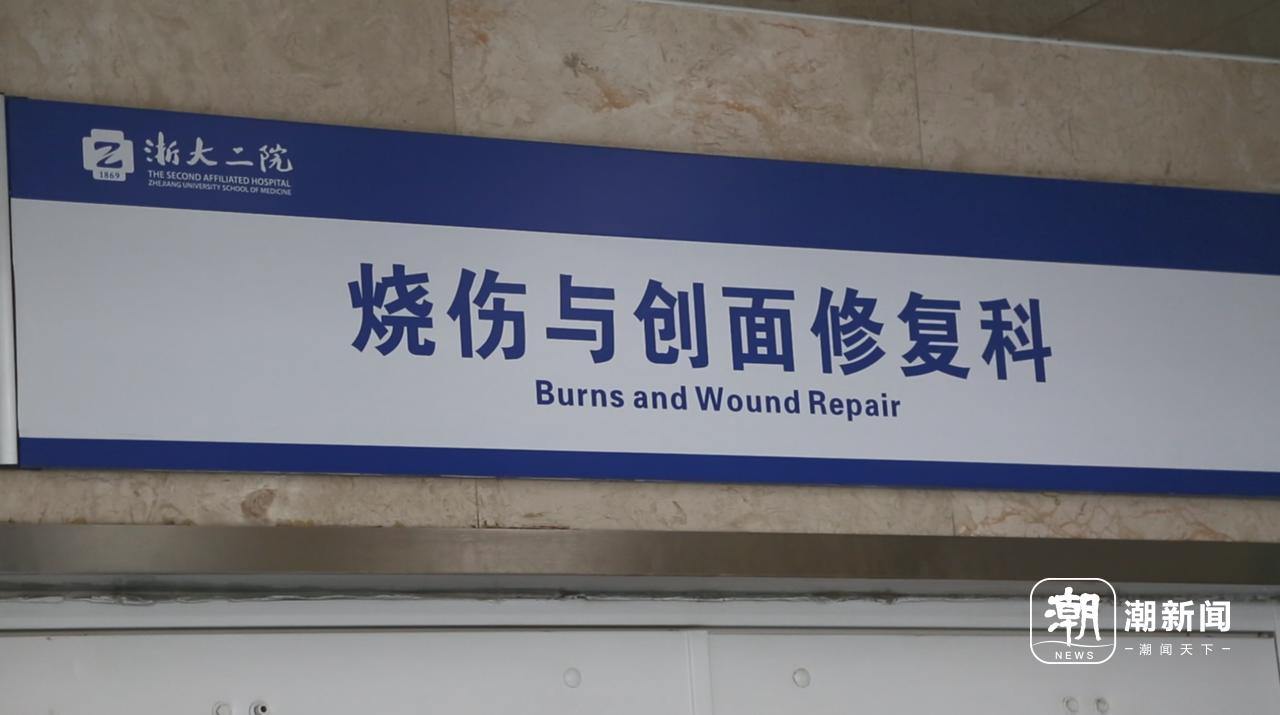 浙大二院
THE SECOND AFFILIATED HOSPITAL
ZHEJIANG UNIVERSITY SCHOOL OF MEDICINE
Z
1869
烧伤与创面修复科
Burns and Wound Repair
潮
NEWS
潮新闻
潮闻天下